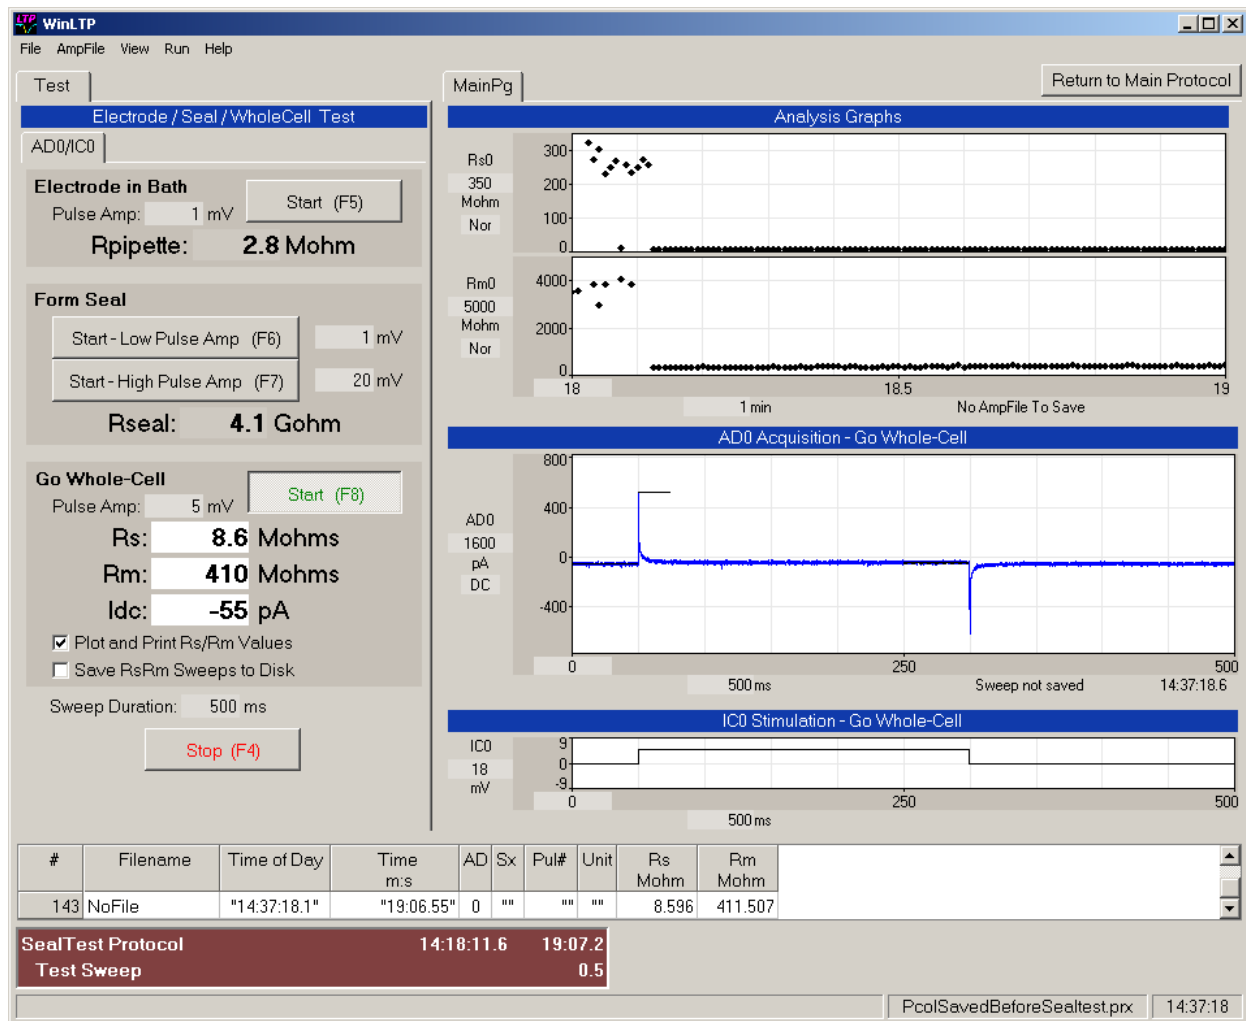 LTP WinLTP
File AmpFile View Run Help
Test
MainPg
Return to Main Protocol
Electrode / Seal / WholeCell Test
AD0/IC0
Electrode in Bath
Pulse Amp: 1 mV
Start (F5)
Rpipette: 2.8 Mohm
Form Seal
Start - Low Pulse Amp (F6) 1 mV
Start - High Pulse Amp (F7) 20 mV
Rseal: 4.1 Gohm
Go Whole-Cell
Pulse Amp: 5 mV
Start (F8)
Rs: 8.6 Mohms
Rm: 410 Mohms
Idc: -55 pA
Plot and Print Rs/Rm Values
Save RsRm Sweeps to Disk
Sweep Duration: 500 ms
Stop (F4)
Analysis Graphs
Rs0
350
Mohm
Nor
300
200
100
0
Rm0
5000
Mohm
Nor
4000
2000
0
18 18.5 19
1 min No AmpFile To Save
AD0 Acquisition - Go Whole-Cell
AD0
1600
pA
DC
800
400
0
-400
0 250 500
500 ms Sweep not saved 14:37:18.6
IC0 Stimulation - Go Whole-Cell
IC0
18
mV
9
0
-9
0 250 500
500 ms
# Filename Time of Day Time m:s AD Sx Pul# Unit Rs Mohm Rm Mohm
143 NoFile "14:37:18.1" "19:06.55" 0 "" "" "" 8.596 411.507
SealTest Protocol 14:18:11.6 19:07.2
Test Sweep 0.5
PcolSavedBeforeSealtest.prx 14:37:18